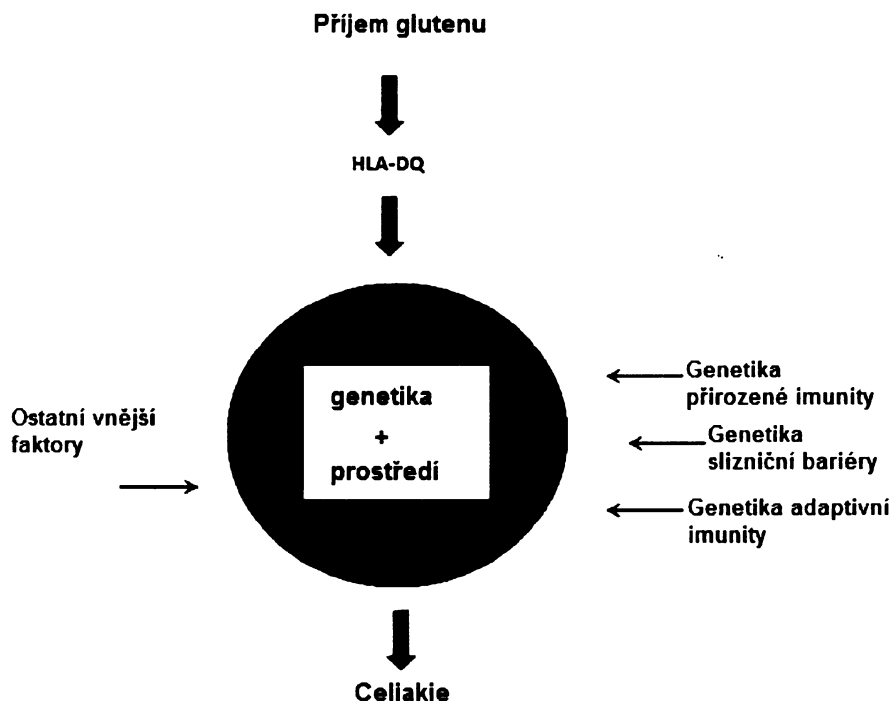 Příjem glutenu
HLA-DQ
genetika
+
prostředí
Ostatní vnější
faktory
Genetika
přirozené imunity
Genetika
slizniční bariéry
Genetika adaptivní
imunity
Celiakie